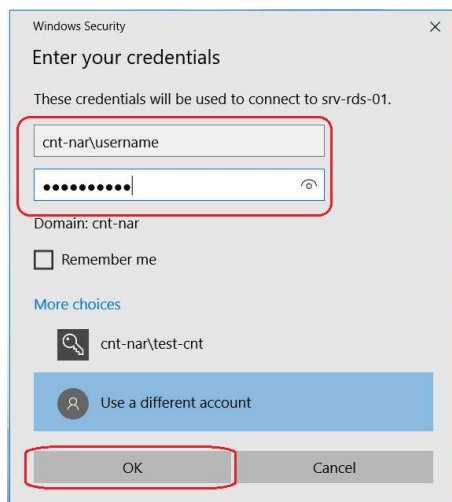 Windows Security
Enter your credentials
These credentials will be used to connect to srv-rds-01.
cnt-nar\username
●●●●●●●●●●
Domain: cnt-nar
Remember me
More choices
cnt-nar\test-cnt
Use a different account
OK Cancel